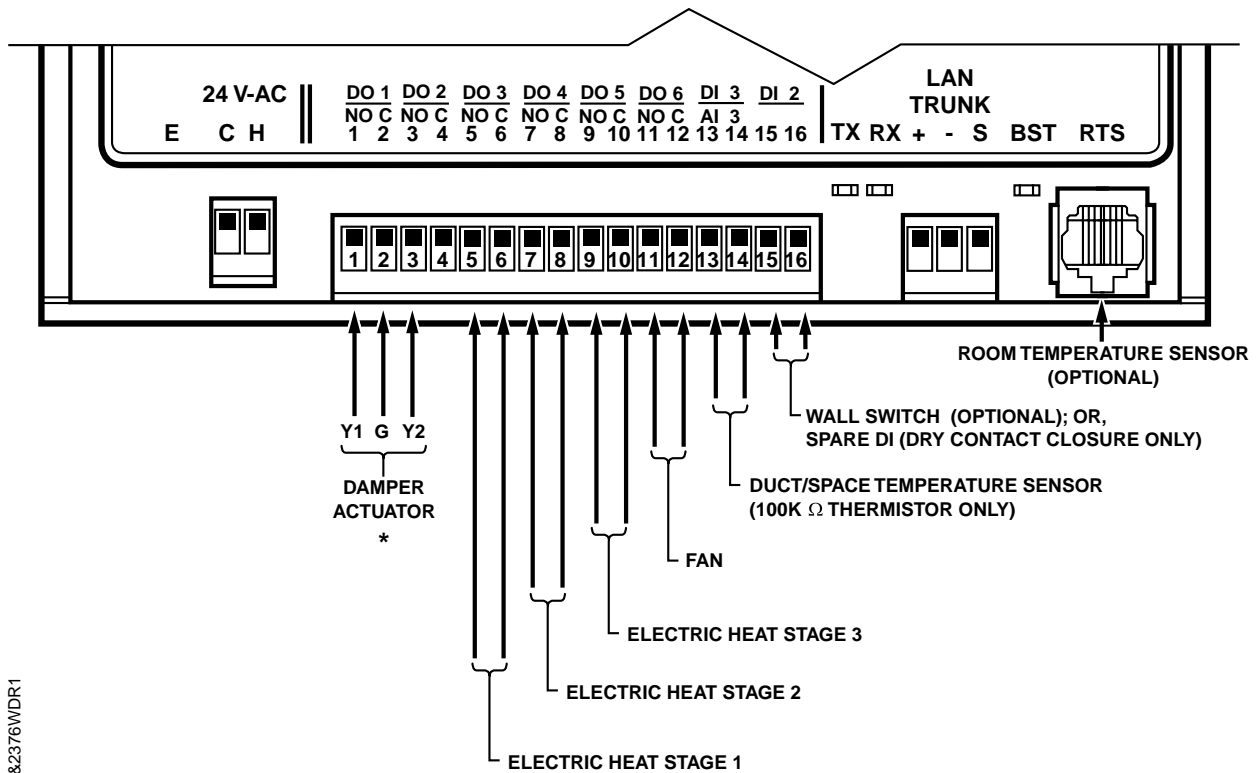 LAN
TRUNK
24 V-AC DO 1 DO 2 DO 3 DO 4 DO 5 DO 6 DI 3 DI 2
NO C NO C NO C NO C NO C NO C AI 3
E C H 1 2 3 4 5 6 7 8 9 10 11 12 13 14 15 16 TX RX + - S BST RTS
1 2 3 4 5 6 7 8 9 10 11 12 13 14 15 16
ROOM TEMPERATURE SENSOR
(OPTIONAL)
WALL SWITCH (OPTIONAL); OR,
SPARE DI (DRY CONTACT CLOSURE ONLY)
Y1 G Y2
DAMPER
ACTUATOR
*
DUCT/SPACE TEMPERATURE SENSOR
(100K Ω THERMISTOR ONLY)
FAN
ELECTRIC HEAT STAGE 3
ELECTRIC HEAT STAGE 2
ELECTRIC HEAT STAGE 1
&2376WDR1